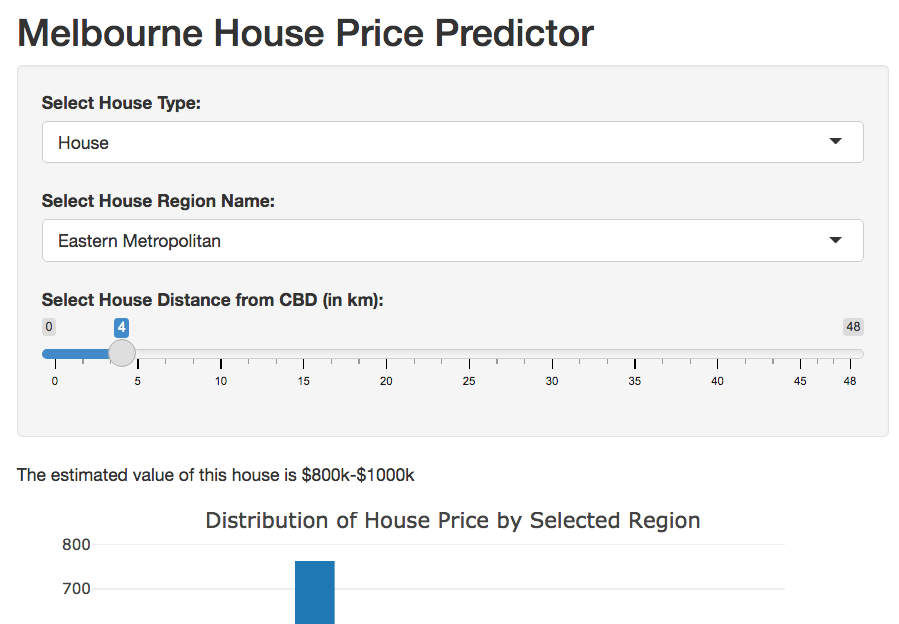 Melbourne House Price Predictor
Select House Type:
House
Select House Region Name:
Eastern Metropolitan
Select House Distance from CBD (in km):
0 4 48
0 5 10 15 20 25 30 35 40 45 48
The estimated value of this house is $800k-$1000k
Distribution of House Price by Selected Region
800
700